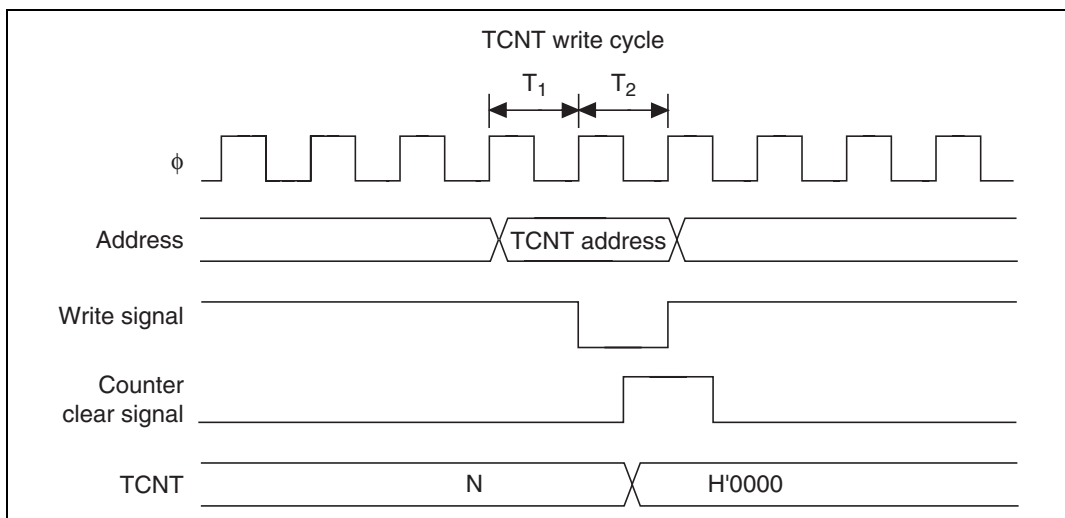 TCNT write cycle
T₁ T₂
ϕ
Address TCNT address
Write signal
Counter
clear signal
TCNT N H'0000